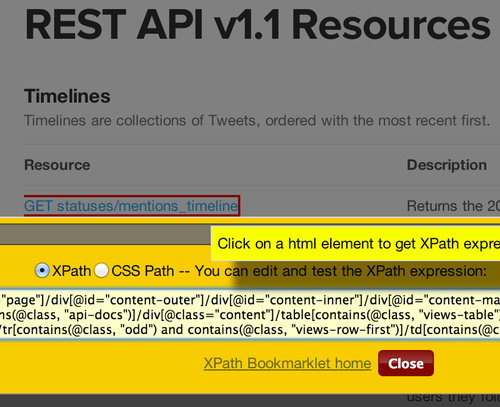 REST API v1.1 Resources
Timelines
Timelines are collections of Tweets, ordered with the most recent first.
Resource Description
GET statuses/mentions_timeline Returns the 20
Click on a html element to get XPath expre
XPath CSS Path -- You can edit and test the XPath expression:
="page"]/div[@id="content-outer"]/div[@id="content-inner"]/div[@id="content-ma
ns(@class, "api-docs")]/div[@class="content"]/table[contains(@class, "views-table")
/tr[contains(@class, "odd") and contains(@class, "views-row-first")]/td[contains(@c
XPath Bookmarklet home Close
users they foll